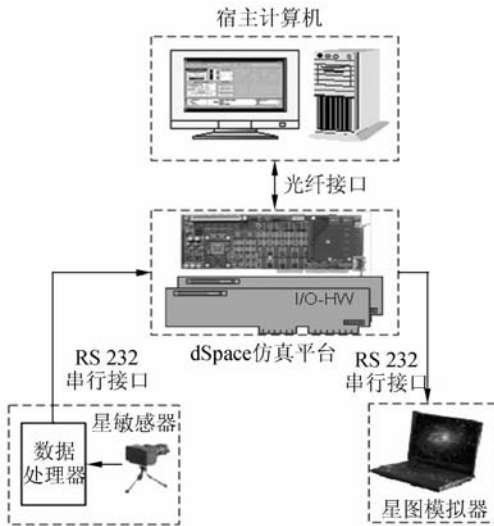 宿主计算机
光纤接口
I/O-HW
dSpace仿真平台
RS 232
串行接口
RS 232
串行接口
星敏感器
数据
处理器
星图模拟器